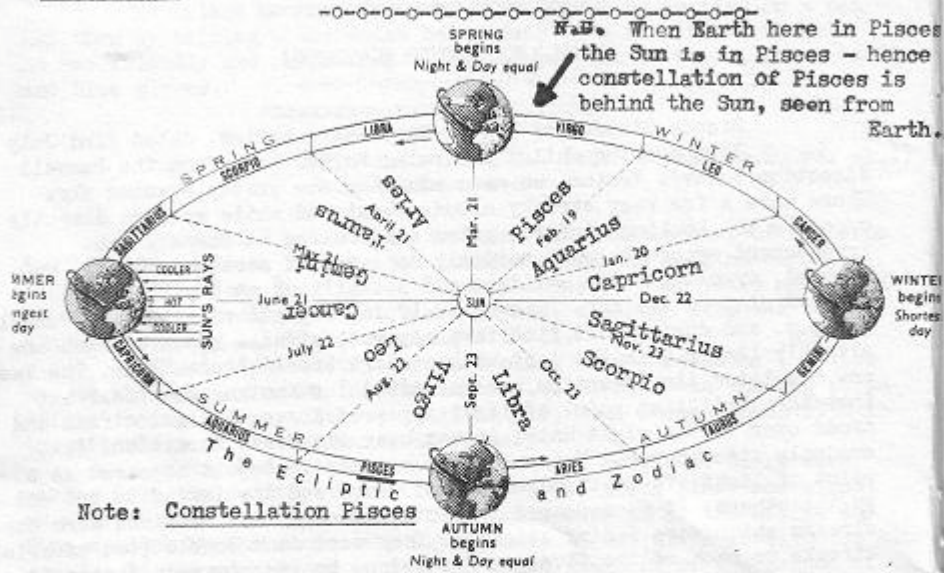 SPRING
begins
Night & Day equal
N.B. When Earth here in Pisces
the Sun is in Pisces - hence
constellation of Pisces is
behind the Sun, seen from
Earth.
LIBRA
VIRGO
SPRING
WINTER
SCORPIO
LEO
SAGITTARIUS
CANCER
Aries
April 21
Taurus
May 21
Gemini
Mar. 21
Pisces
Feb. 19
Aquarius
Jan. 20
Capricorn
Dec. 22
COOLER
HOT
COOLER
SUN'S RAYS
June 21
Cancer
SUN
MMER
egins
ngest
day
WINTER
begins
Shortes
day
July 22
Leo
Aug. 23
Virgo
Sept. 23
Libra
Oct. 23
Scorpio
Nov. 23
Sagittarius
CAPRICORN
GEMINI
SUMMER
AUTUMN
AQUARIUS
TAURUS
PISCES
ARIES
The Ecliptic and Zodiac
Note: Constellation Pisces
AUTUMN
begins
Night & Day equal